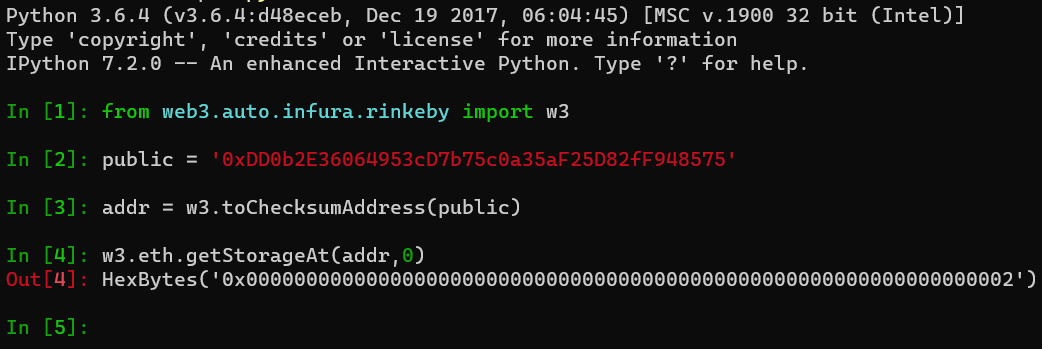 Python 3.6.4 (v3.6.4:d48eceb, Dec 19 2017, 06:04:45) [MSC v.1900 32 bit (Intel)]
Type 'copyright', 'credits' or 'license' for more information
IPython 7.2.0 -- An enhanced Interactive Python. Type '?' for help.
In [1]: from web3.auto.infura.rinkeby import w3
In [2]: public = '0xDD0b2E36064953cD7b75c0a35aF25D82fF948575'
In [3]: addr = w3.toChecksumAddress(public)
In [4]: w3.eth.getStorageAt(addr,0)
Out[4]: HexBytes('0x0000000000000000000000000000000000000000000000000000000000000002')
In [5]: